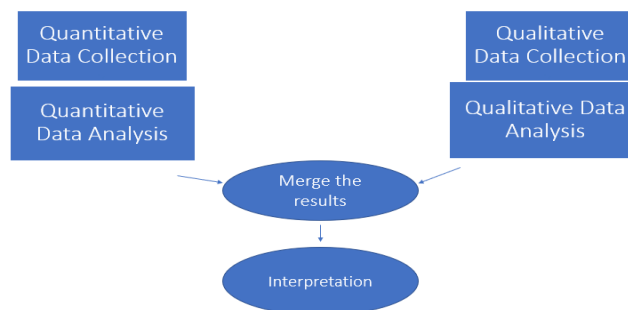 Quantitative
Data Collection
Qualitative
Data Collection
Quantitative
Data Analysis
Qualitative Data
Analysis
Merge the
results
Interpretation